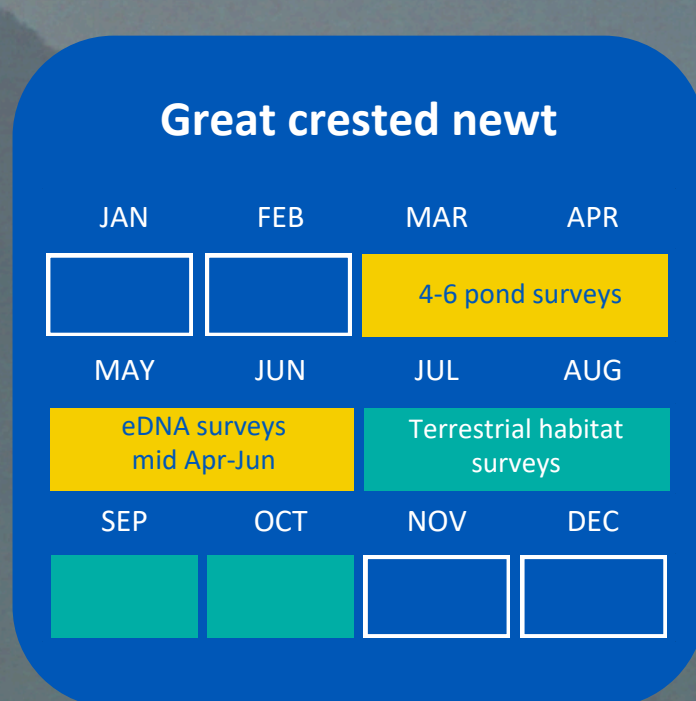 Great crested newt
JAN FEB MAR APR
4-6 pond surveys
MAY JUN JUL AUG
eDNA surveys
mid Apr-Jun
Terrestrial habitat
surveys
SEP OCT NOV DEC